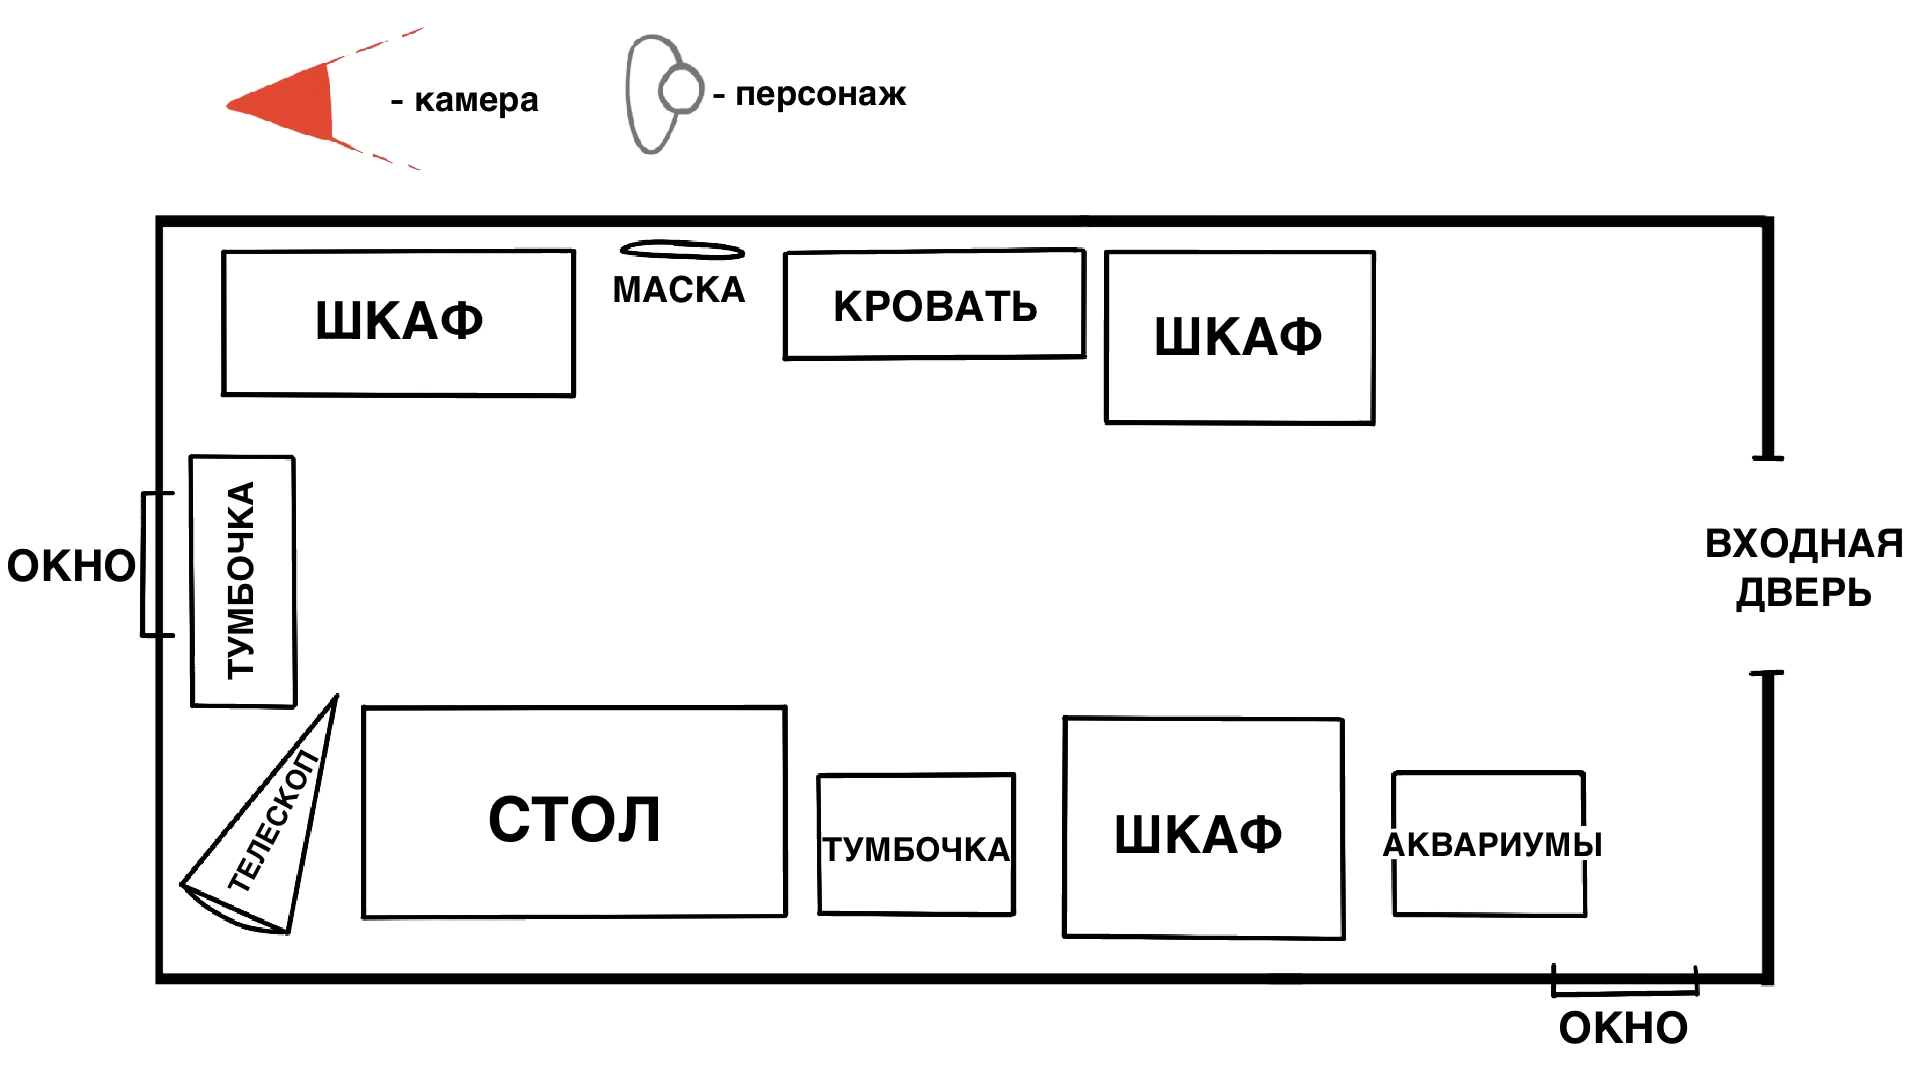 - камера
- персонаж
ШКАФ
МАСКА
КРОВАТЬ
ШКАФ
ТУМБОЧКА
ОКНО
ВХОДНАЯ
ДВЕРЬ
ТЕЛЕСКОП
СТОЛ
ТУМБОЧКА
ШКАФ
АКВАРИУМЫ
ОКНО